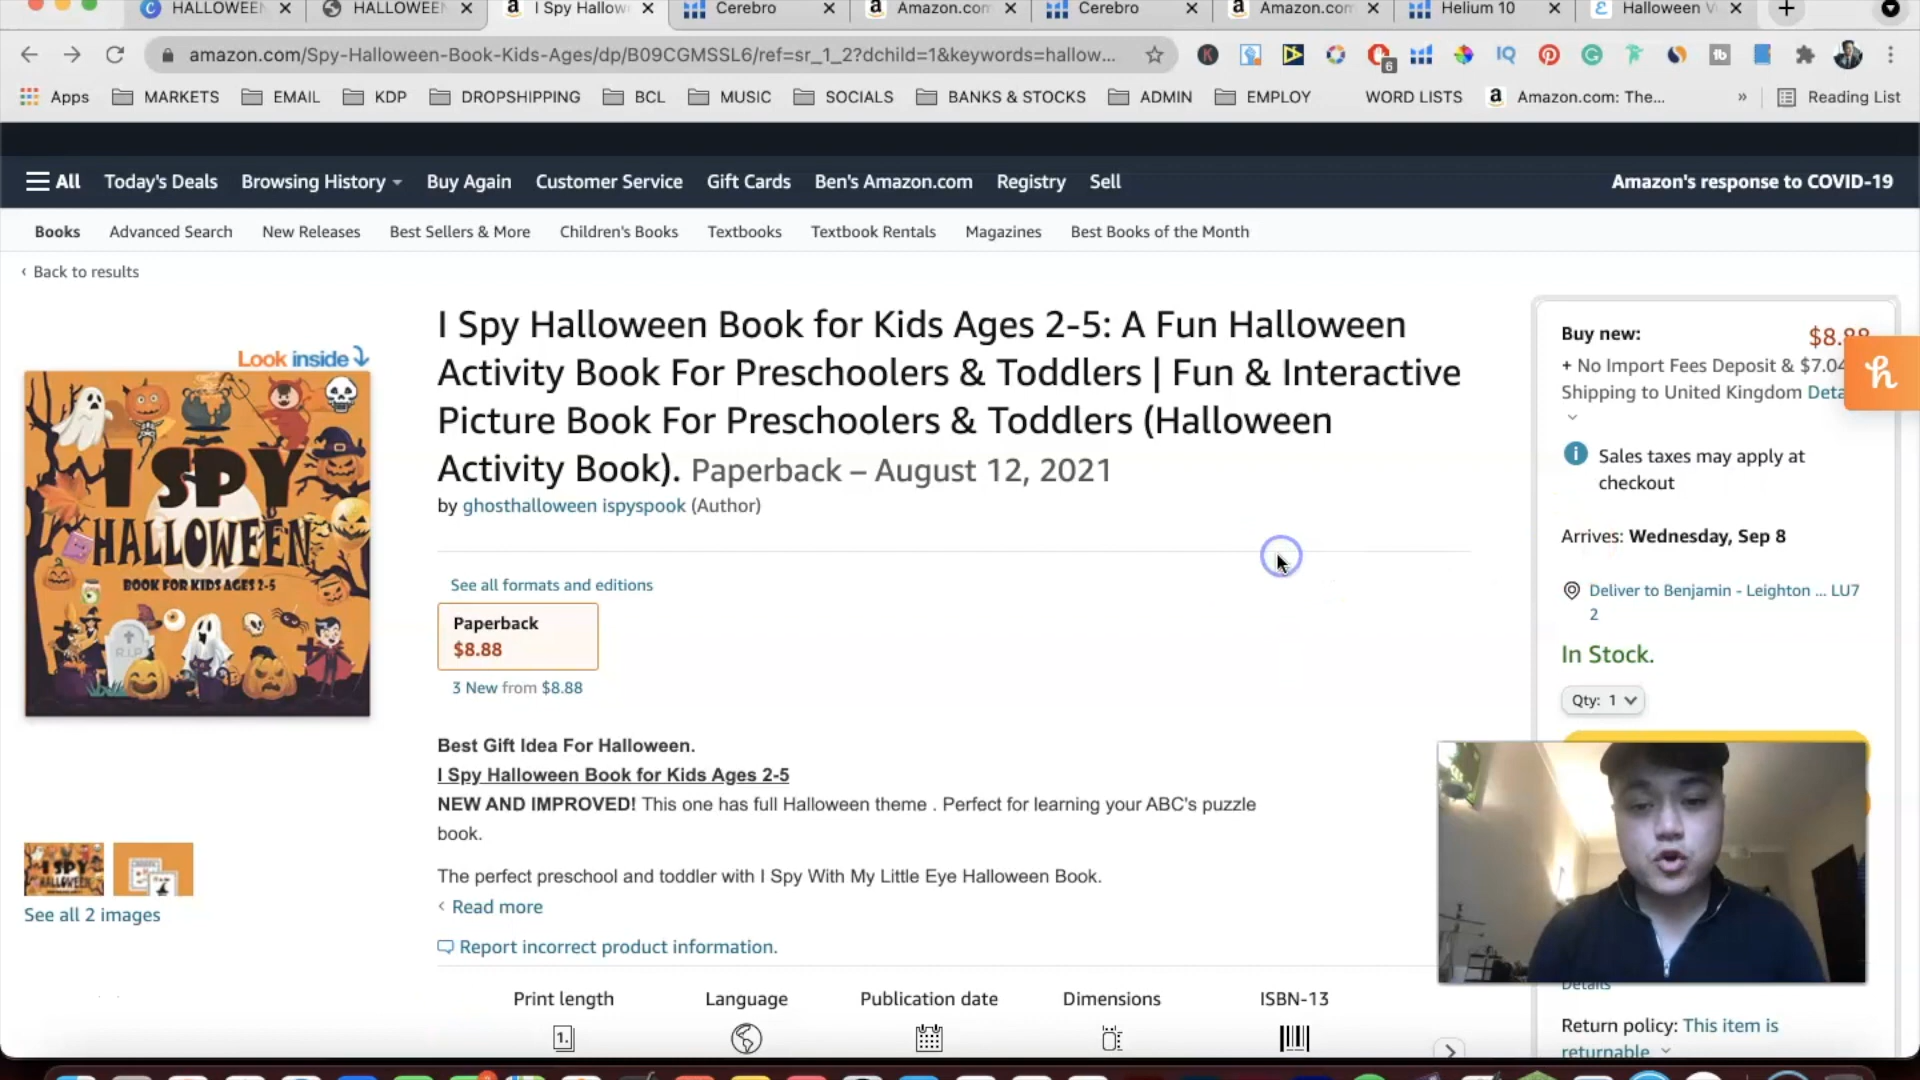 HALLOWEEN
HALLOWEEN
I Spy Hallow
Cerebro
Amazon.com
Cerebro
Amazon.com
Helium 10
Halloween V
amazon.com/Spy-Halloween-Book-Kids-Ages/dp/B09CGMSSL6/ref=sr_1_2?dchild=1&keywords=hallow...
Apps
MARKETS
EMAIL
KDP
DROPSHIPPING
BCL
MUSIC
SOCIALS
BANKS & STOCKS
ADMIN
EMPLOY
WORD LISTS
Amazon.com: The...
»
Reading List
All
Today's Deals
Browsing History
Buy Again
Customer Service
Gift Cards
Ben's Amazon.com
Registry
Sell
Amazon's response to COVID-19
Books
Advanced Search
New Releases
Best Sellers & More
Children's Books
Textbooks
Textbook Rentals
Magazines
Best Books of the Month
‹ Back to results
Look inside
I SPY
HALLOWEEN
BOOK FOR KIDS AGES 2-5
R.I.P
See all 2 images
I Spy Halloween Book for Kids Ages 2-5: A Fun Halloween
Activity Book For Preschoolers & Toddlers | Fun & Interactive
Picture Book For Preschoolers & Toddlers (Halloween
Activity Book). Paperback – August 12, 2021
by ghosthalloween ispyspook (Author)
See all formats and editions
Paperback
$8.88
3 New from $8.88
Best Gift Idea For Halloween.
I Spy Halloween Book for Kids Ages 2-5
NEW AND IMPROVED! This one has full Halloween theme . Perfect for learning your ABC's puzzle
book.
The perfect preschool and toddler with I Spy With My Little Eye Halloween Book.
‹ Read more
Report incorrect product information.
Print length
Language
Publication date
Dimensions
ISBN-13
Buy new:
$8.88
+ No Import Fees Deposit & $7.04
Shipping to United Kingdom Deta
Sales taxes may apply at
checkout
Arrives: Wednesday, Sep 8
Deliver to Benjamin - Leighton ... LU7
2
In Stock.
Qty: 1
Details
Return policy: This item is
returnable